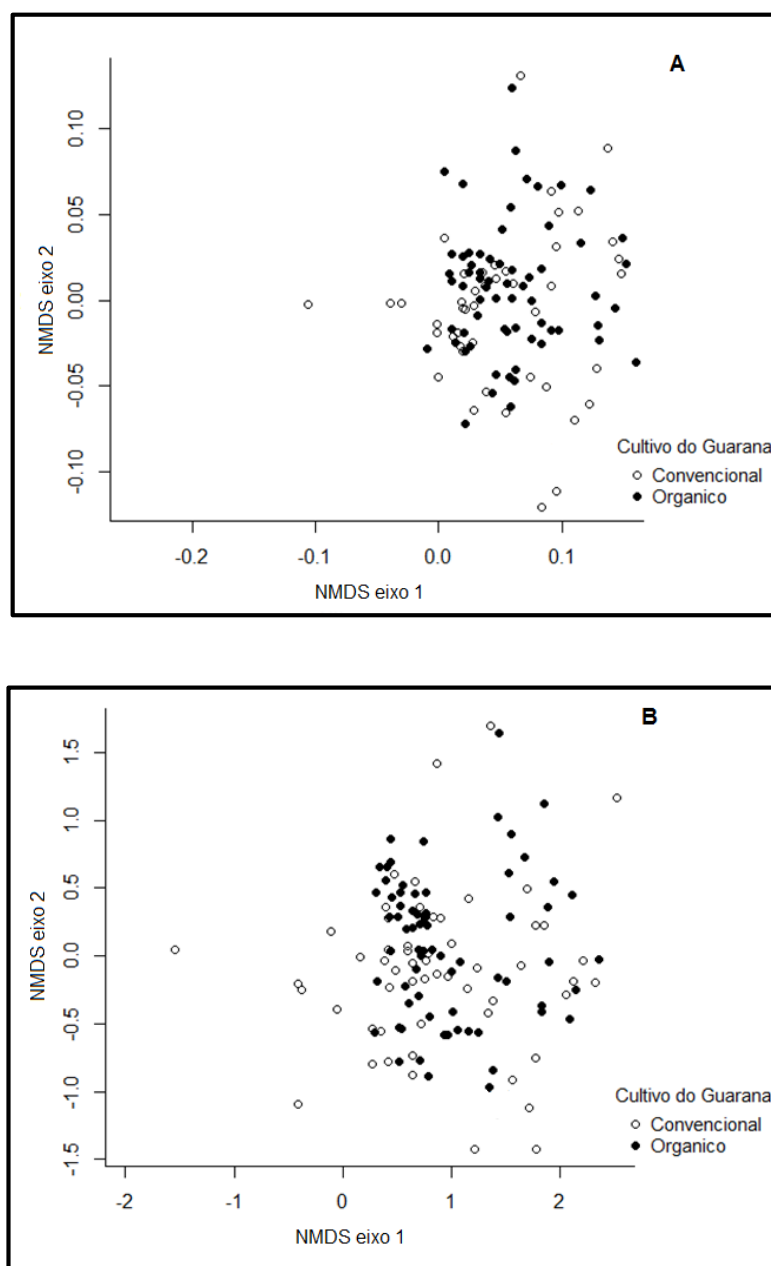 A
NMDS eixo 2
0.10
0.05
0.00
-0.05
-0.10
Cultivo do Guarana
Convencional
Organico
-0.2 -0.1 0.0 0.1
NMDS eixo 1
B
NMDS eixo 2
1.5
1.0
0.5
0.0
-0.5
-1.0
-1.5
Cultivo do Guarana
Convencional
Organico
-2 -1 0 1 2
NMDS eixo 1